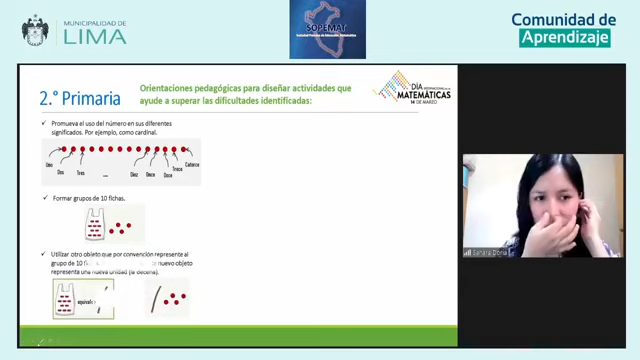 MUNICIPALIDAD DE
LIMA
SOPEMAT
Comunidad de
Aprendizaje
2.° Primaria
Orientaciones pedagógicas para diseñar actividades que
ayude a superar las dificultades identificadas:
DÍA
INTERNACIONAL DE
MATEMÁTICAS
14 DE MARZO
✓ Promueva el uso del número en sus diferentes
significados. Por ejemplo, como cardinal.
Uno
Dos
Tres
....
Diez
Once
Doce
Trece
Catorce
✓ Formar grupos de 10 fichas.
✓ Utilizar otro objeto que por convención represente al
grupo de 10 nuevo objeto
representa una nueva unidad (la decena).